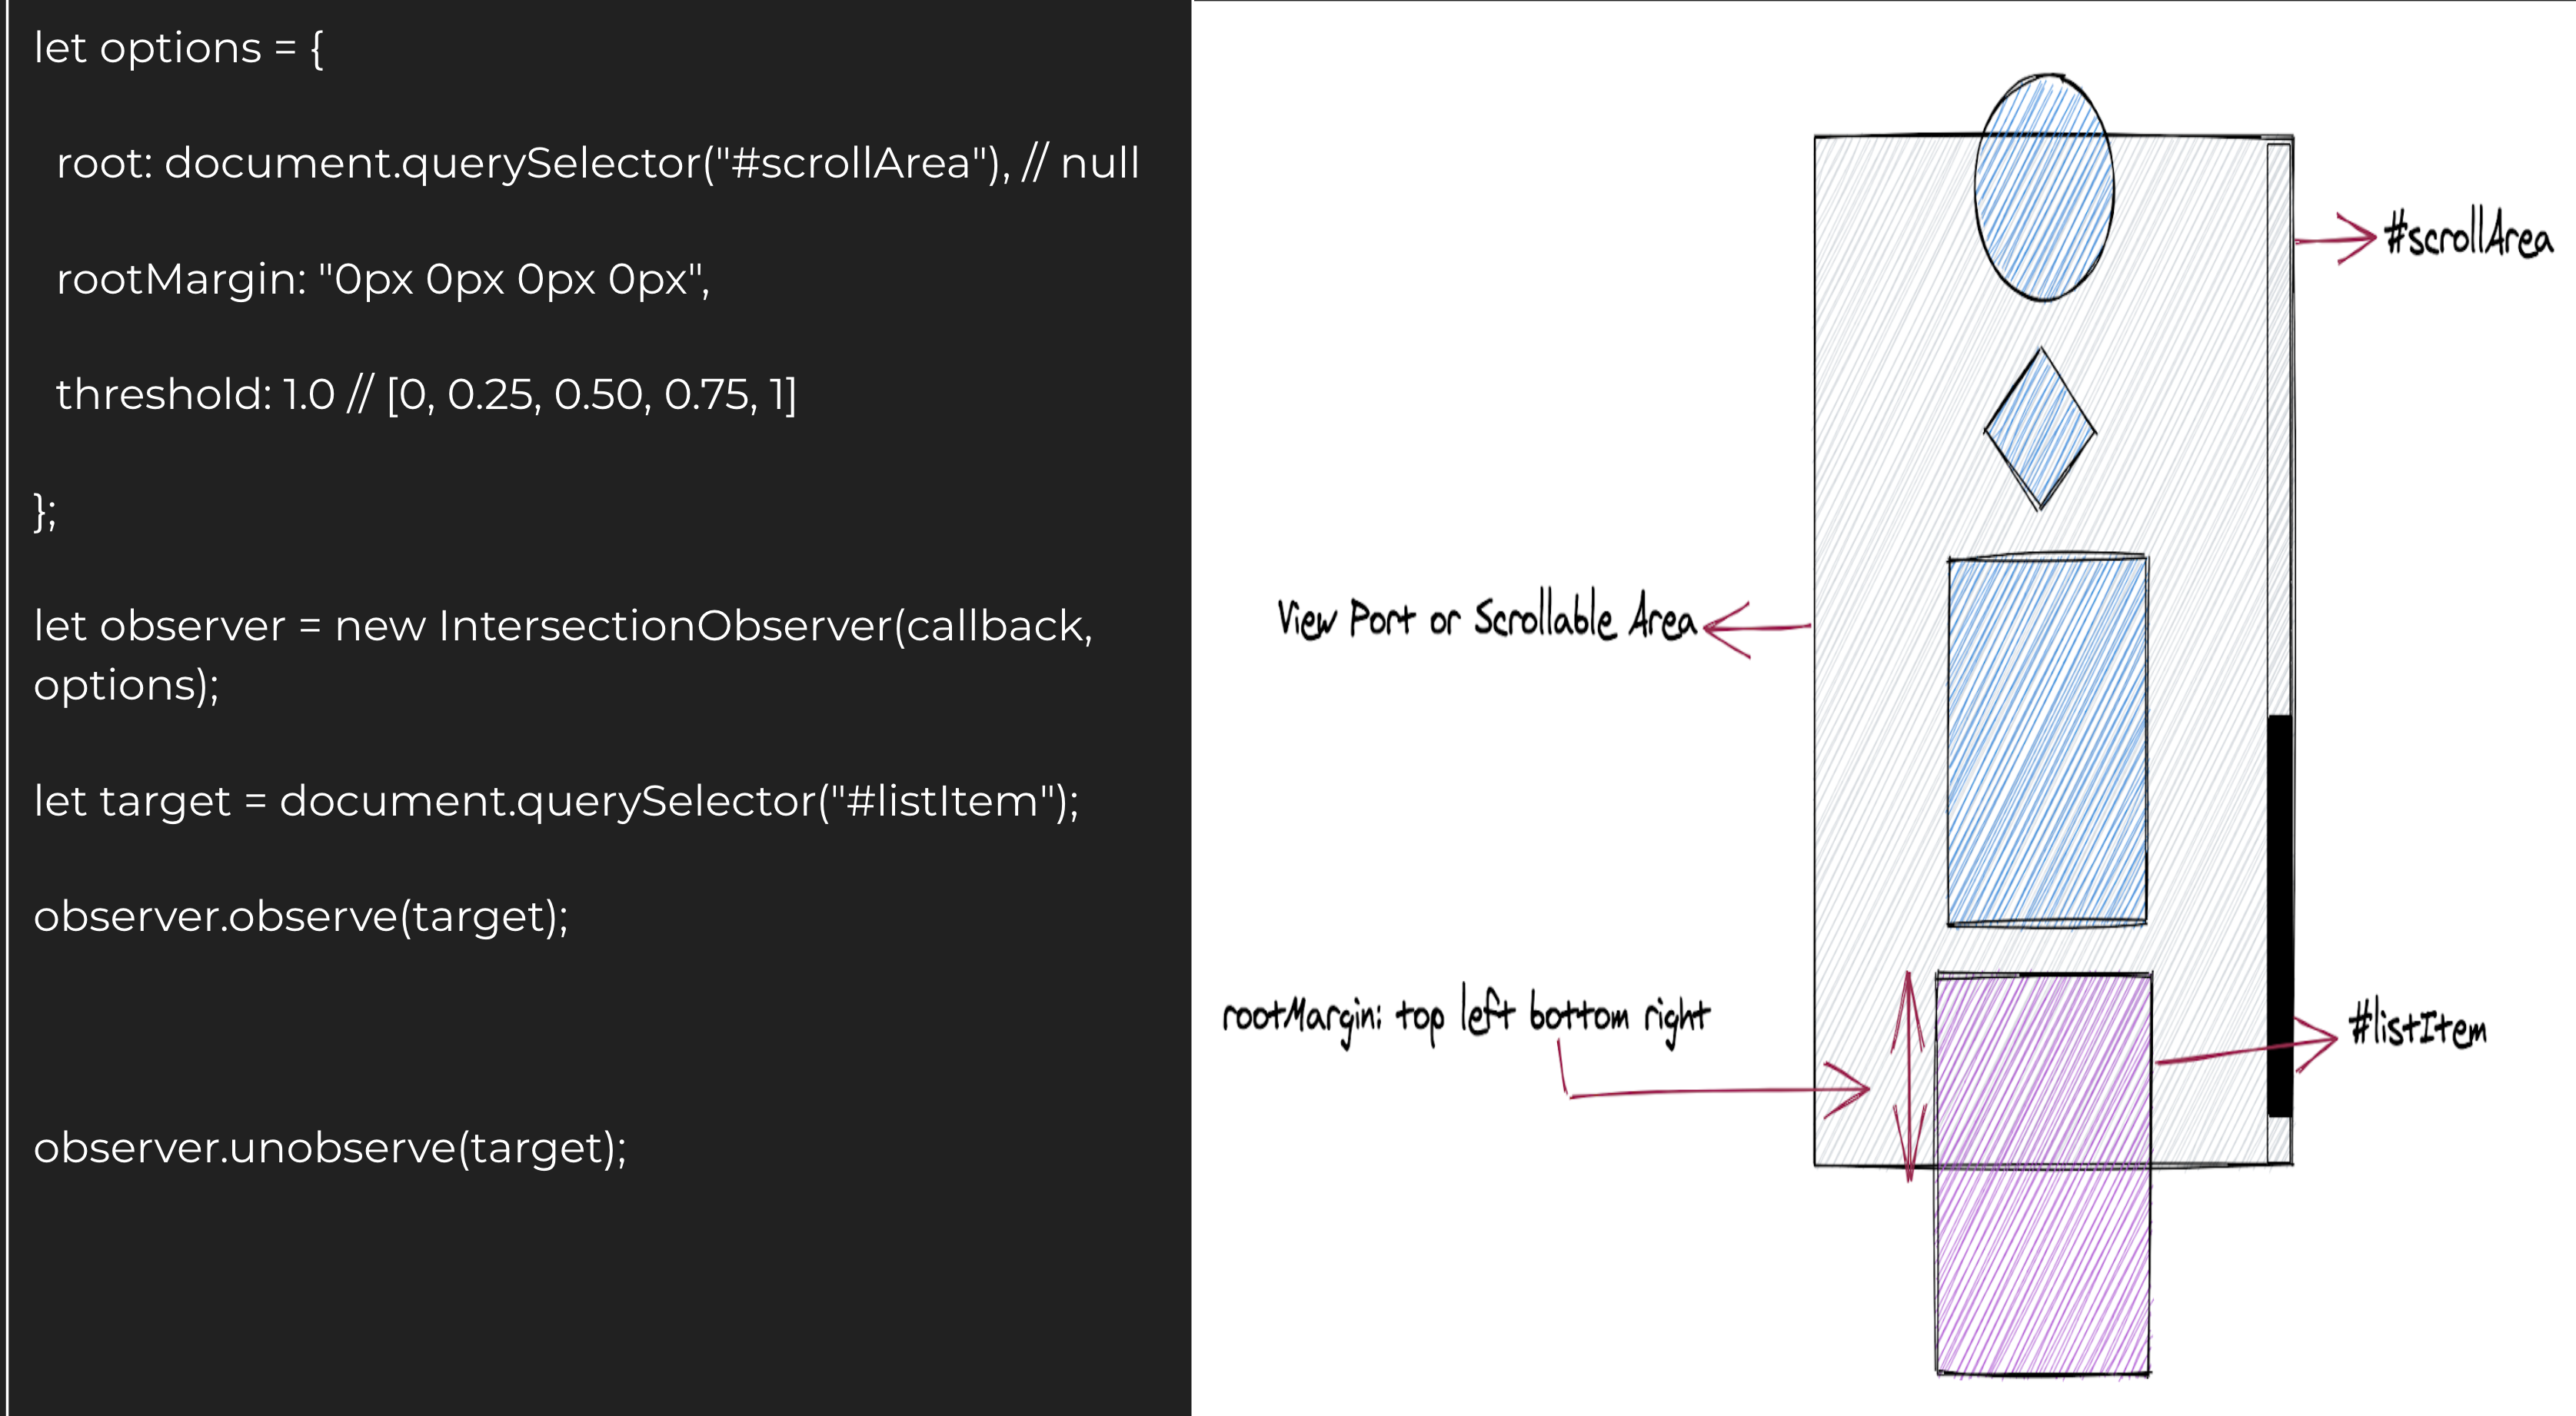 let options = {
root: document.querySelector("#scrollArea"), // null
rootMargin: "0px 0px 0px 0px",
threshold: 1.0 // [0, 0.25, 0.50, 0.75, 1]
};
let observer = new IntersectionObserver(callback,
options);
let target = document.querySelector("#listItem");
observer.observe(target);
observer.unobserve(target);
#scrollArea
View Port or Scrollable Area
rootMargin: top left bottom right
#listItem